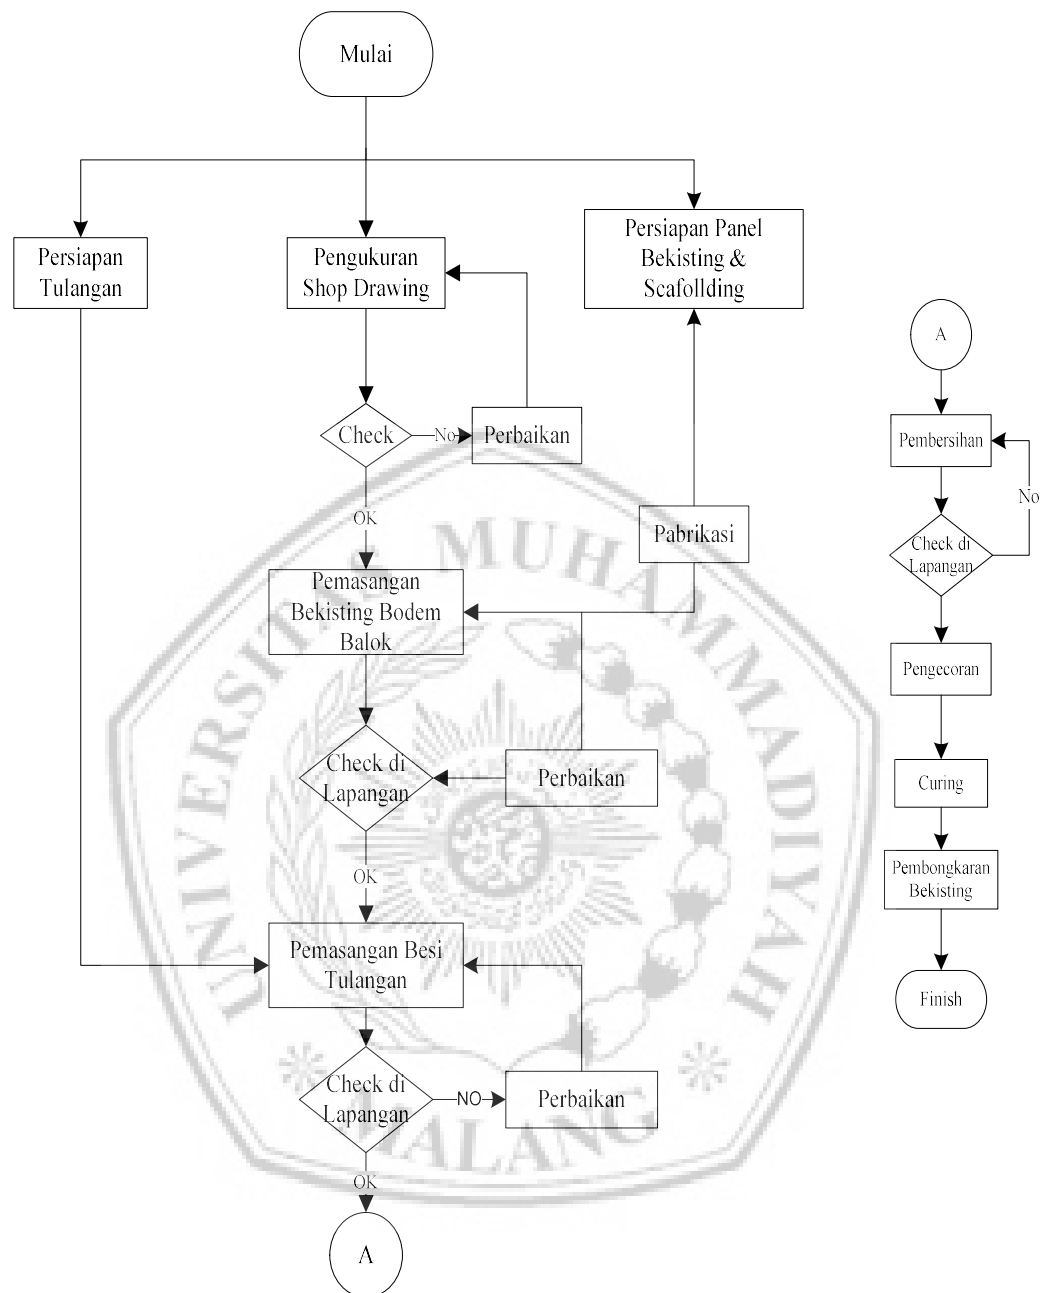 Mulai
Persiapan
Tulangan
Pengukuran
Shop Drawing
Persiapan Panel
Bekisting &
Scafollding
Check
No
Perbaikan
OK
Pabrikasi
Pemasangan
Bekisting Bodem
Balok
Check di
Lapangan
Perbaikan
OK
Pemasangan Besi
Tulangan
Check di
Lapangan
NO
Perbaikan
OK
A
A
Pembersihan
No
Check di
Lapangan
Pengecoran
Curing
Pembongkaran
Bekisting
Finish
UNIVERSITAS MUHAMMADIYAH
MALANG